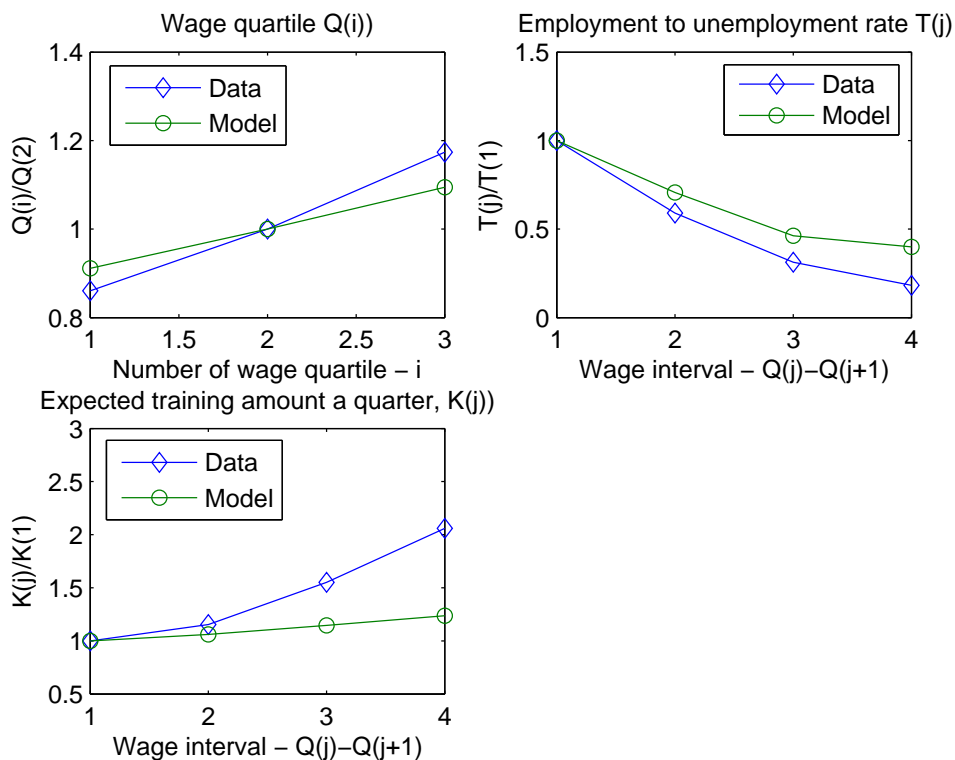 Wage quartile Q(i))
1.4
1.2
1
0.8
Q(i)/Q(2)
Data
Model
1 1.5 2 2.5 3
Number of wage quartile − i
Employment to unemployment rate T(j)
1.5
1
0.5
0
T(j)/T(1)
Data
Model
1 2 3 4
Wage interval − Q(j)−Q(j+1)
Expected training amount a quarter, K(j))
3
2.5
2
1.5
1
0.5
K(j)/K(1)
Data
Model
1 2 3 4
Wage interval − Q(j)−Q(j+1)